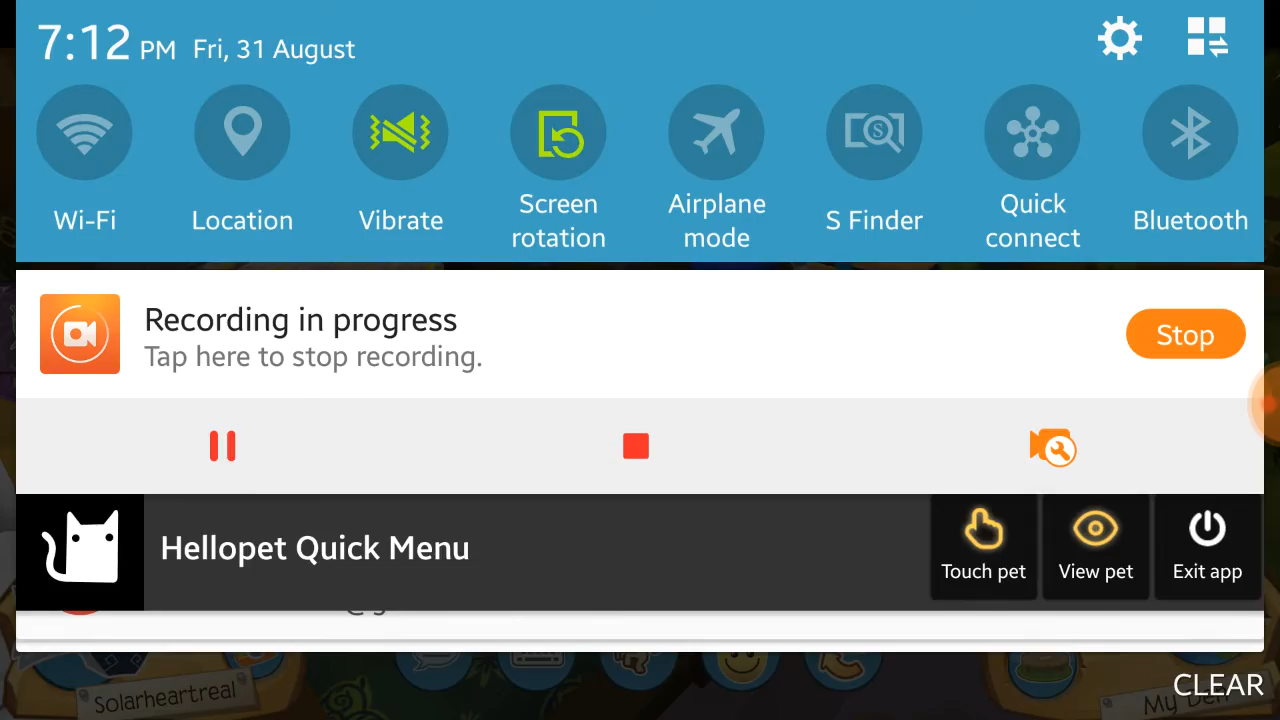 7:12 PM Fri, 31 August
Wi-Fi
Location
Vibrate
Screen
rotation
Airplane
mode
S Finder
Quick
connect
Bluetooth
Recording in progress
Tap here to stop recording.
Stop
Hellopet Quick Menu
Touch pet
View pet
Exit app
Solarheartreal
CLEAR
My Den